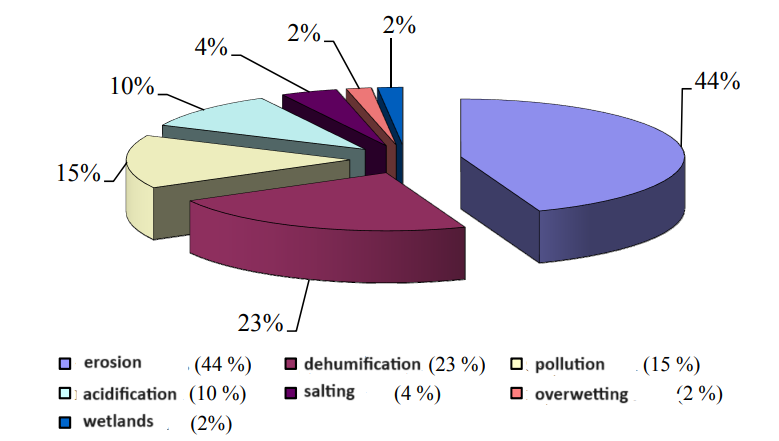 2%
2%
4%
44%
10%
15%
23%
erosion (44 %) dehumification (23 %) pollution (15 %)
acidification (10 %) salting (4 %) overwetting (2 %)
wetlands (2%)